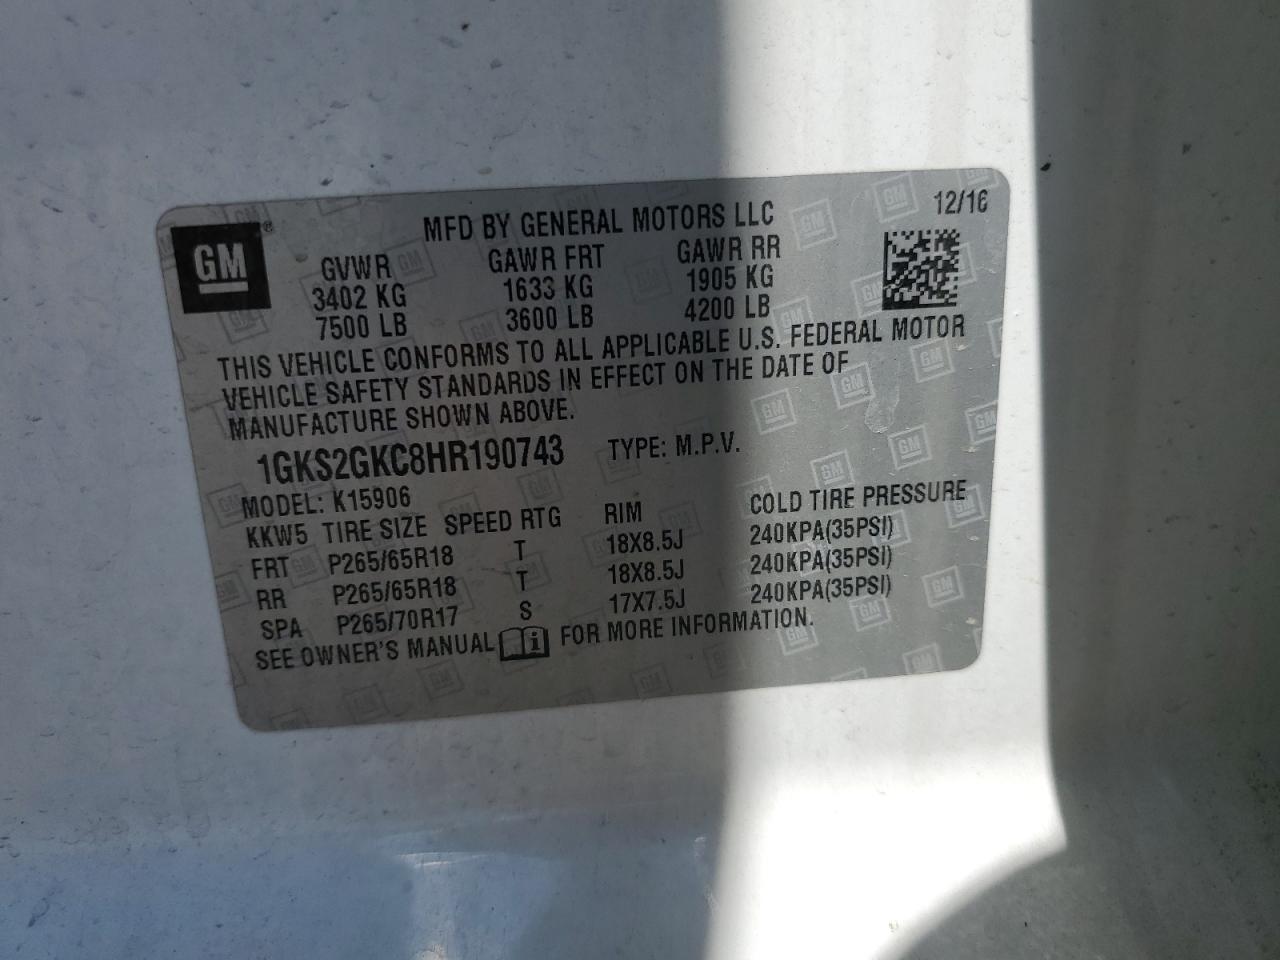 12/16
GM®
MFD BY GENERAL MOTORS LLC
GVWR GAWR FRT GAWR RR
3402 KG 1633 KG 1905 KG
7500 LB 3600 LB 4200 LB
THIS VEHICLE CONFORMS TO ALL APPLICABLE U.S. FEDERAL MOTOR
VEHICLE SAFETY STANDARDS IN EFFECT ON THE DATE OF
MANUFACTURE SHOWN ABOVE.
1GKS2GKC8HR190743 TYPE: M.P.V.
MODEL: K15906
KKW5 TIRE SIZE SPEED RTG RIM COLD TIRE PRESSURE
FRT P265/65R18 T 18X8.5J 240KPA(35PSI)
RR P265/65R18 T 18X8.5J 240KPA(35PSI)
SPA P265/70R17 S 17X7.5J 240KPA(35PSI)
SEE OWNER'S MANUAL i FOR MORE INFORMATION.